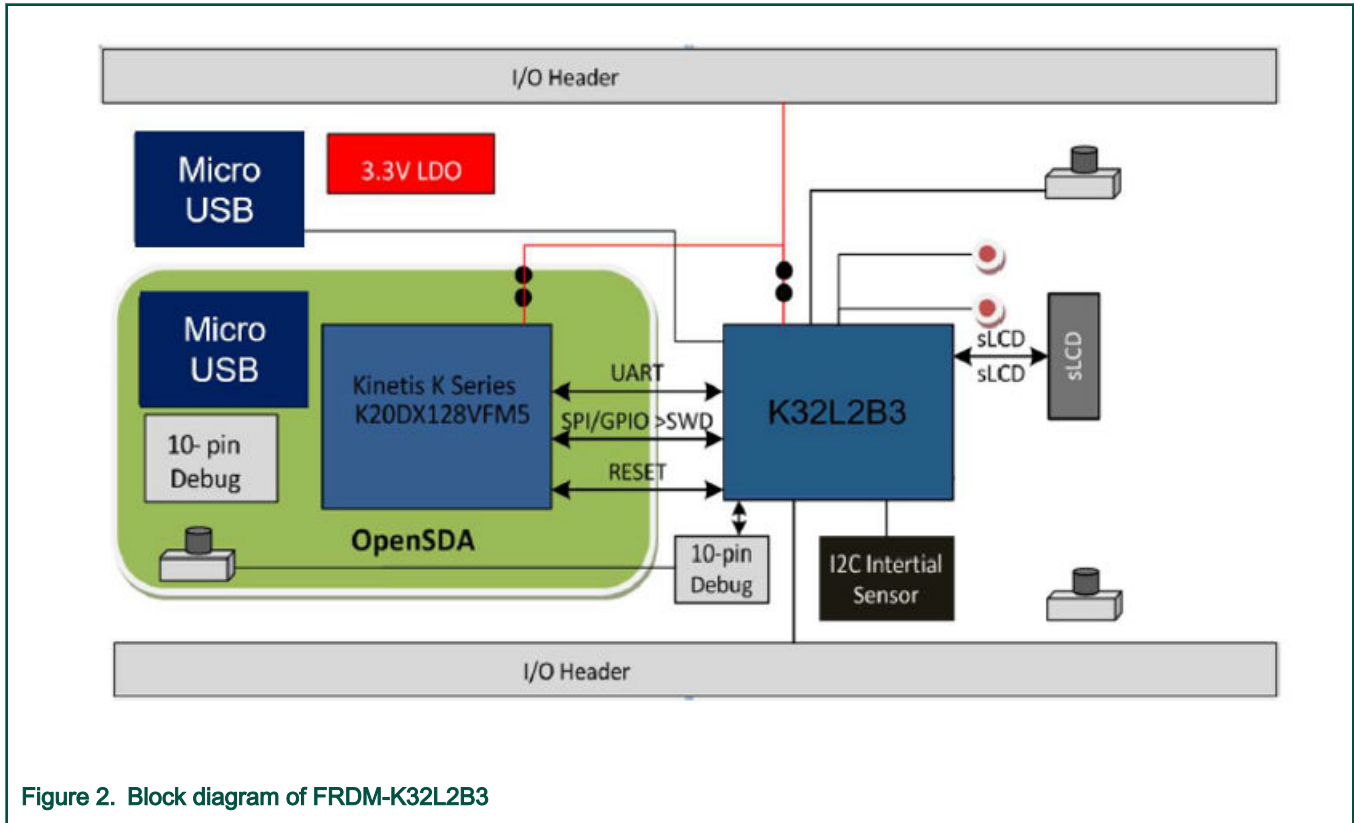 I/O Header
Micro
USB
3.3V LDO
Micro
USB
Kinetis K Series
K20DX128VFM5
10- pin
Debug
OpenSDA
UART
SPI/GPIO >SWD
RESET
K32L2B3
sLCD
sLCD
sLCD
10-pin
Debug
I2C Intertial
Sensor
I/O Header
Figure 2. Block diagram of FRDM-K32L2B3